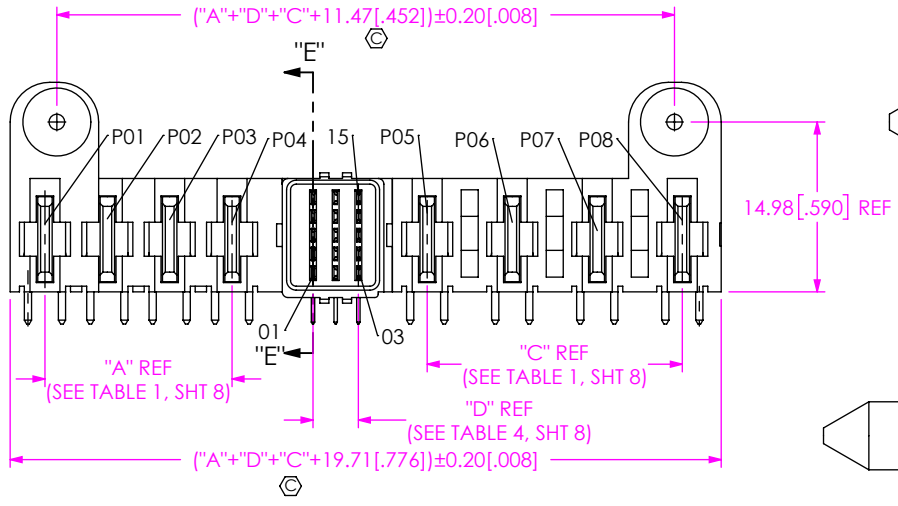 ("A"+"D"+"C"+11.47[.452])±0.20[.008]
C
"E"
P01
P02
P03
P04
15
P05
P06
P07
P08
14.98[.590] REF
01
03
"E"
"A" REF
(SEE TABLE 1, SHT 8)
"C" REF
(SEE TABLE 1, SHT 8)
"D" REF
(SEE TABLE 4, SHT 8)
("A"+"D"+"C"+19.71[.776])±0.20[.008]
C